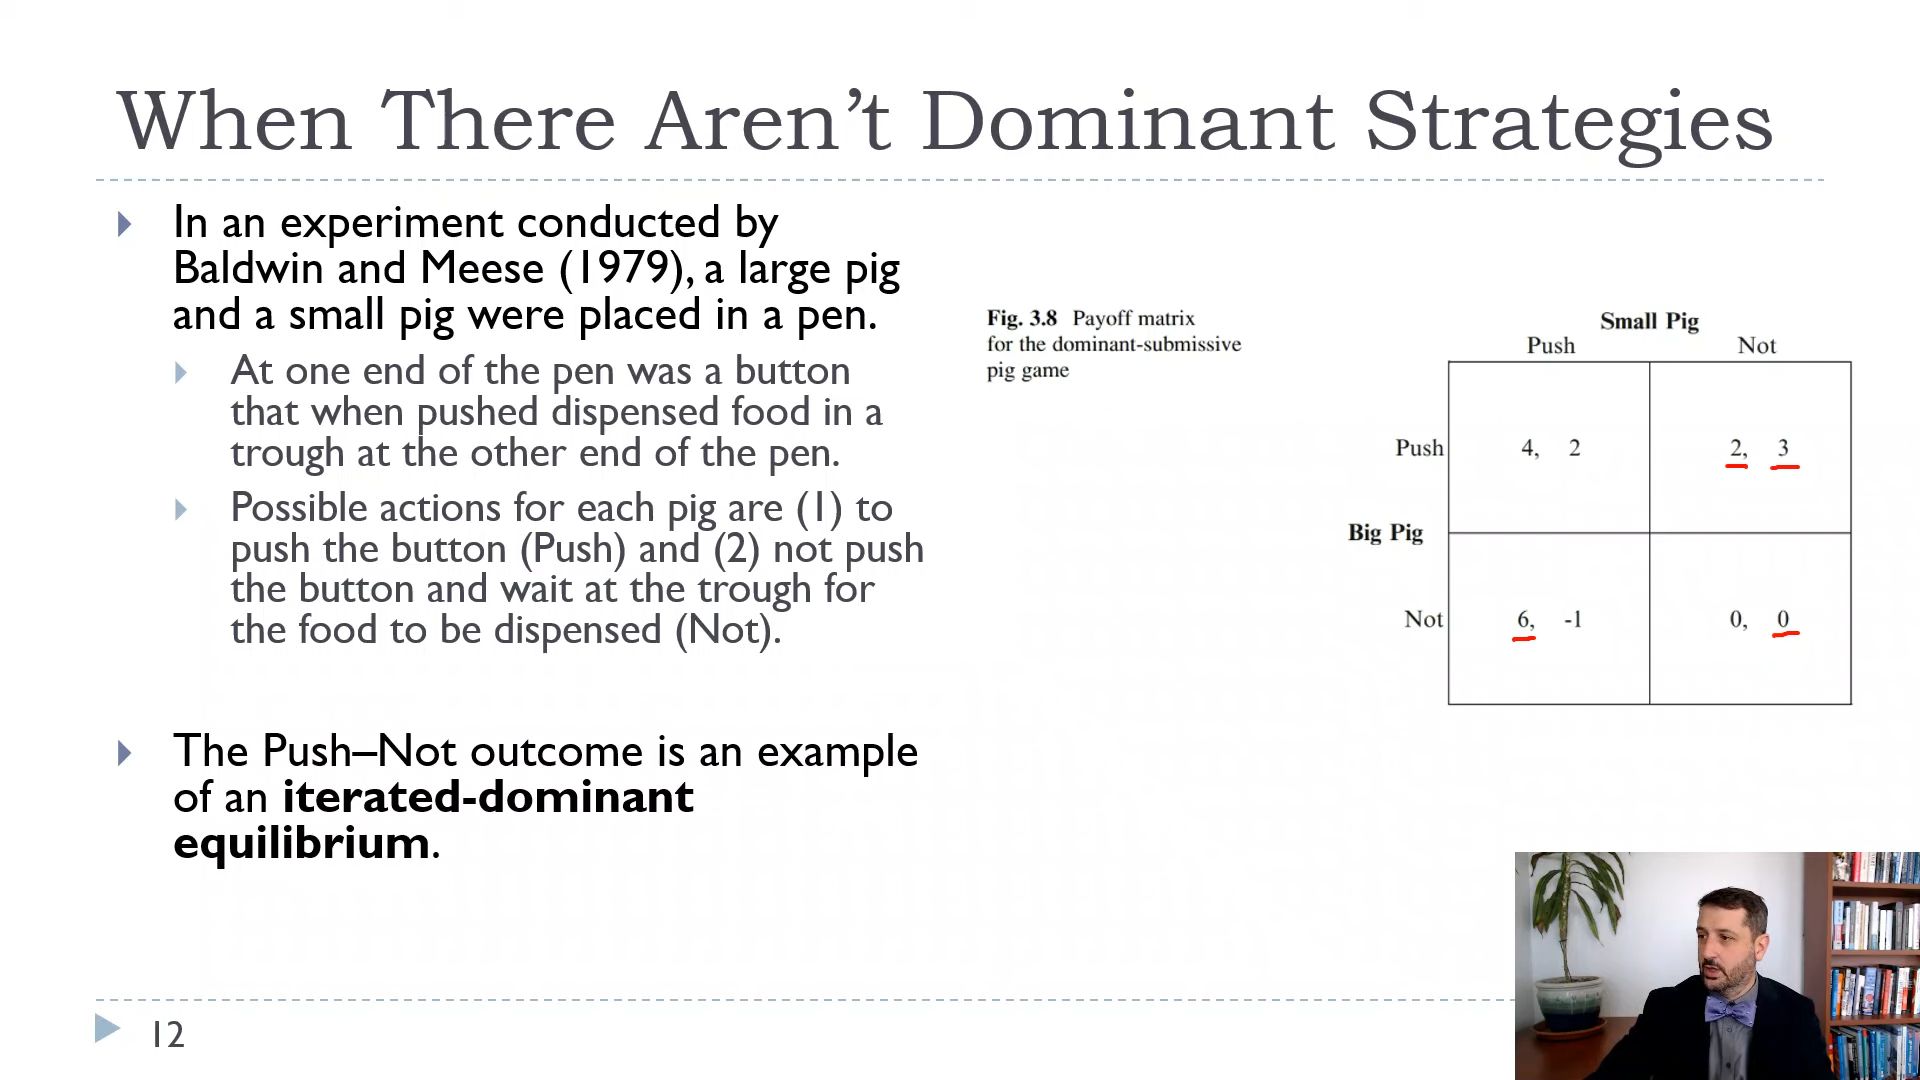 When There Aren’t Dominant Strategies
In an experiment conducted by
Baldwin and Meese (1979), a large pig
and a small pig were placed in a pen.
At one end of the pen was a button
that when pushed dispensed food in a
trough at the other end of the pen.
Possible actions for each pig are (1) to
push the button (Push) and (2) not push
the button and wait at the trough for
the food to be dispensed (Not).
The Push–Not outcome is an example
of an iterated-dominant
equilibrium.
Fig. 3.8 Payoff matrix
for the dominant-submissive
pig game
Small Pig
Push Not
Push 4, 2 2, 3
Big Pig
Not 6, -1 0, 0
12